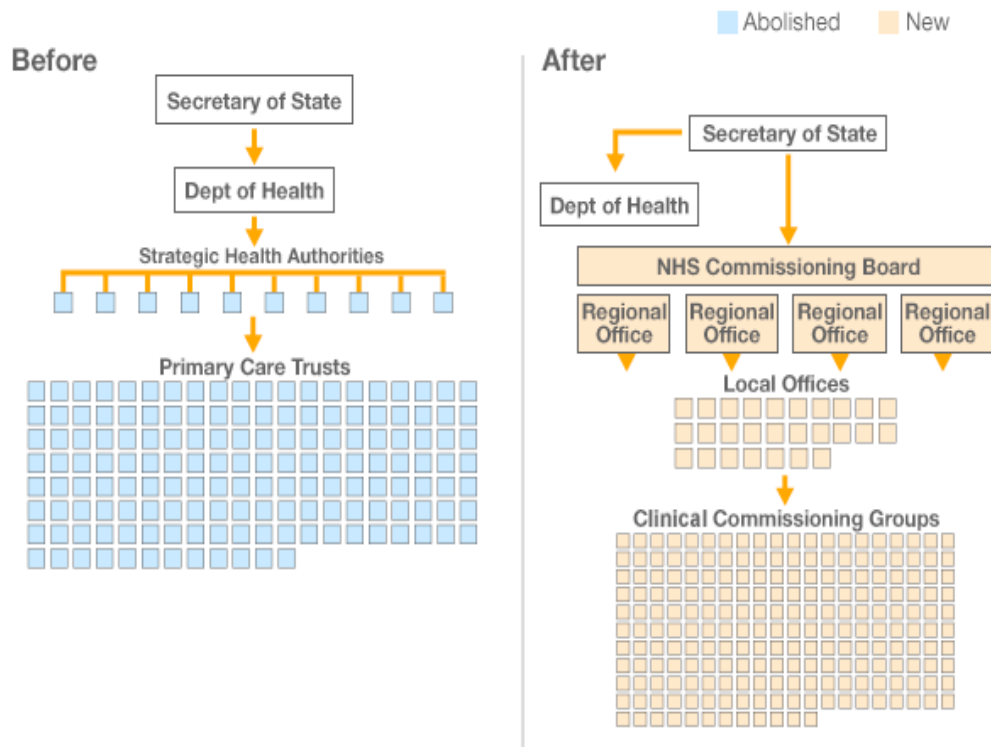 Abolished
New
Before
Secretary of State
Dept of Health
Strategic Health Authorities
Primary Care Trusts
After
Secretary of State
Dept of Health
NHS Commissioning Board
Regional
Office
Regional
Office
Regional
Office
Regional
Office
Local Offices
Clinical Commissioning Groups